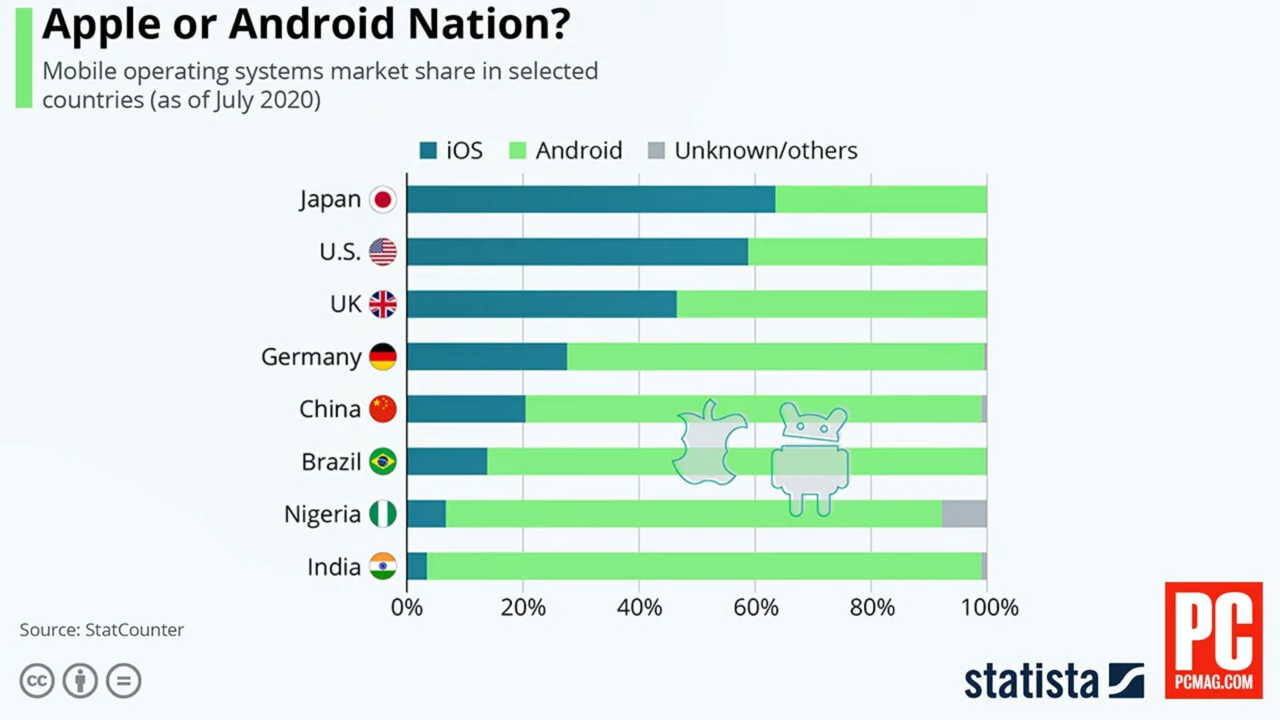 Apple or Android Nation?
Mobile operating systems market share in selected
countries (as of July 2020)
iOS Android Unknown/others
Japan
U.S.
UK
Germany
China
Brazil
Nigeria
India
0% 20% 40% 60% 80% 100%
Source: StatCounter
cc
statista
PC
PCMAG.COM